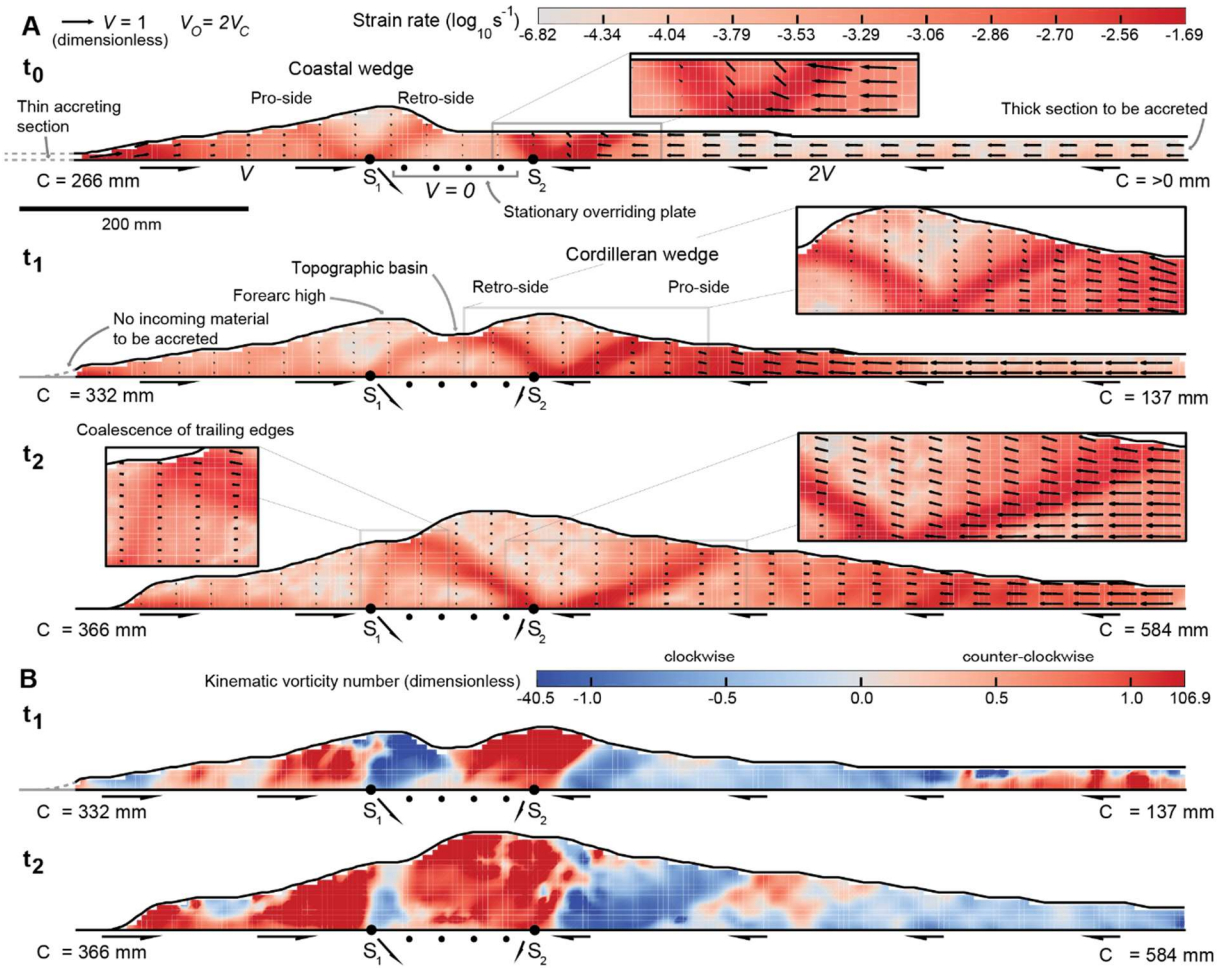 A
V = 1
(dimensionless)
V_O = 2V_C
Strain rate (log10s-1)
-6.82 -4.34 -4.04 -3.79 -3.53 -3.29 -3.06 -2.86 -2.70 -2.56 -2.14 -1.69
t0
Coastal wedge
Pro-side
Retro-side
Thin accreting
section
Thick section to be accreted
C = 266 mm
V
S1
V = 0
S2
2V
C = >0 mm
200 mm
Stationary overriding plate
t1
Cordilleran wedge
Topographic basin
Retro-side
Pro-side
Forearc high
No incoming material
to be accreted
C = 332 mm
S1
S2
C = 137 mm
Coalescence of trailing edges
t2
C = 366 mm
S1
S2
C = 584 mm
B
clockwise
counter-clockwise
Kinematic vorticity number (dimensionless)
-40.5 -1.0 -0.5 0.0 0.5 1.0 106.9
t1
C = 332 mm
S1
S2
C = 137 mm
t2
C = 366 mm
S1
S2
C = 584 mm